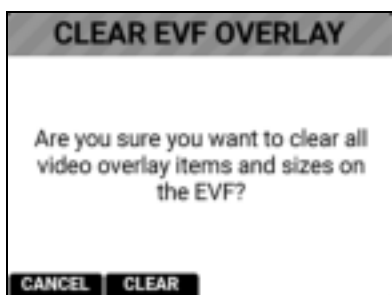 CLEAR EVF OVERLAY
Are you sure you want to clear all
video overlay items and sizes on
the EVF?
CANCEL CLEAR